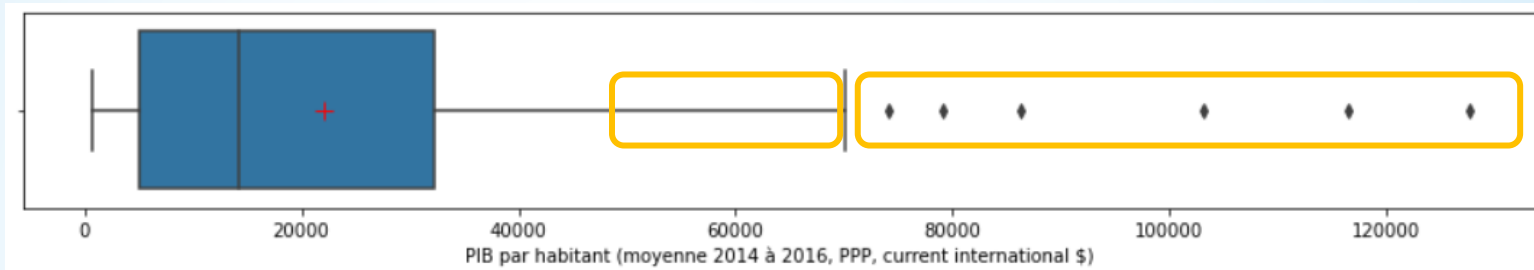 0 20000 40000 60000 80000 100000 120000
PIB par habitant (moyenne 2014 à 2016, PPP, current international $)